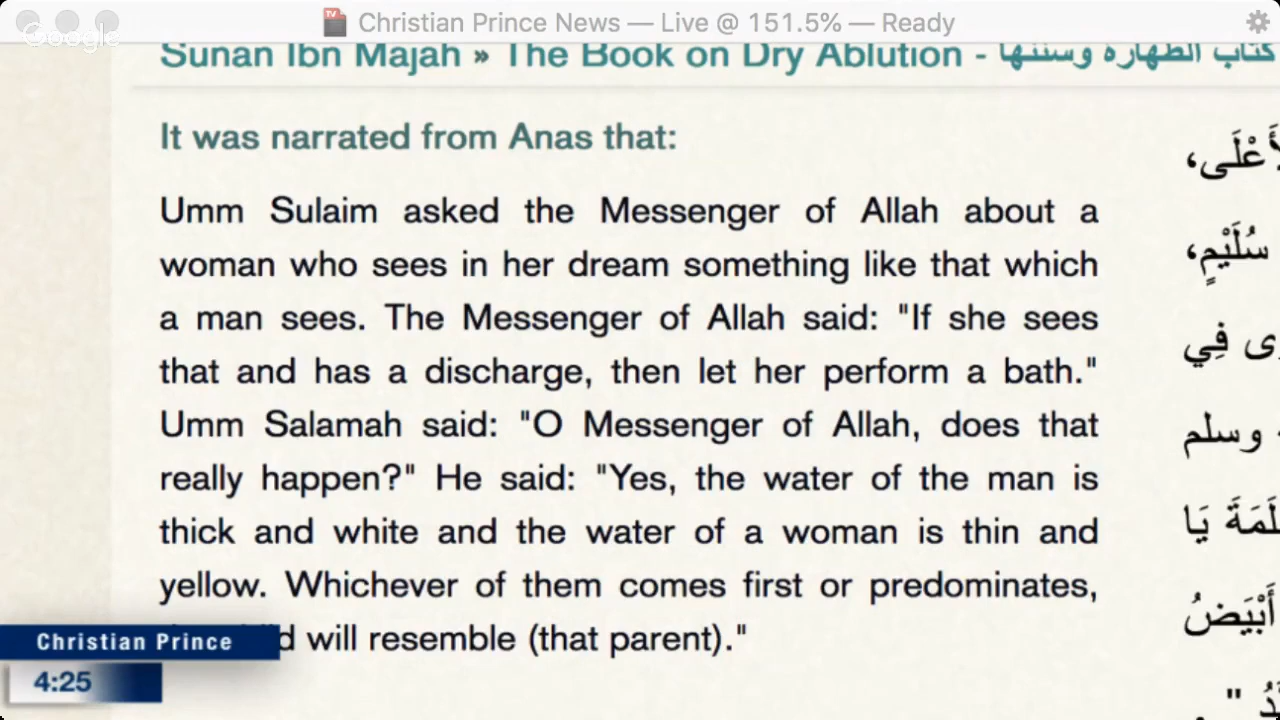 Christian Prince News — Live @ 151.5% — Ready
Google
Sunan Ibn Majah » The Book on Dry Ablution - كتاب الطهارة وسننها
It was narrated from Anas that:
Umm Sulaim asked the Messenger of Allah about a
woman who sees in her dream something like that which
a man sees. The Messenger of Allah said: "If she sees
that and has a discharge, then let her perform a bath."
Umm Salamah said: "O Messenger of Allah, does that
really happen?" He said: "Yes, the water of the man is
thick and white and the water of a woman is thin and
yellow. Whichever of them comes first or predominates,
will resemble (that parent)."
سُلَيْمٍ،
فِي
وسلم
يَا
أَبْيَضُ
Christian Prince
4:25